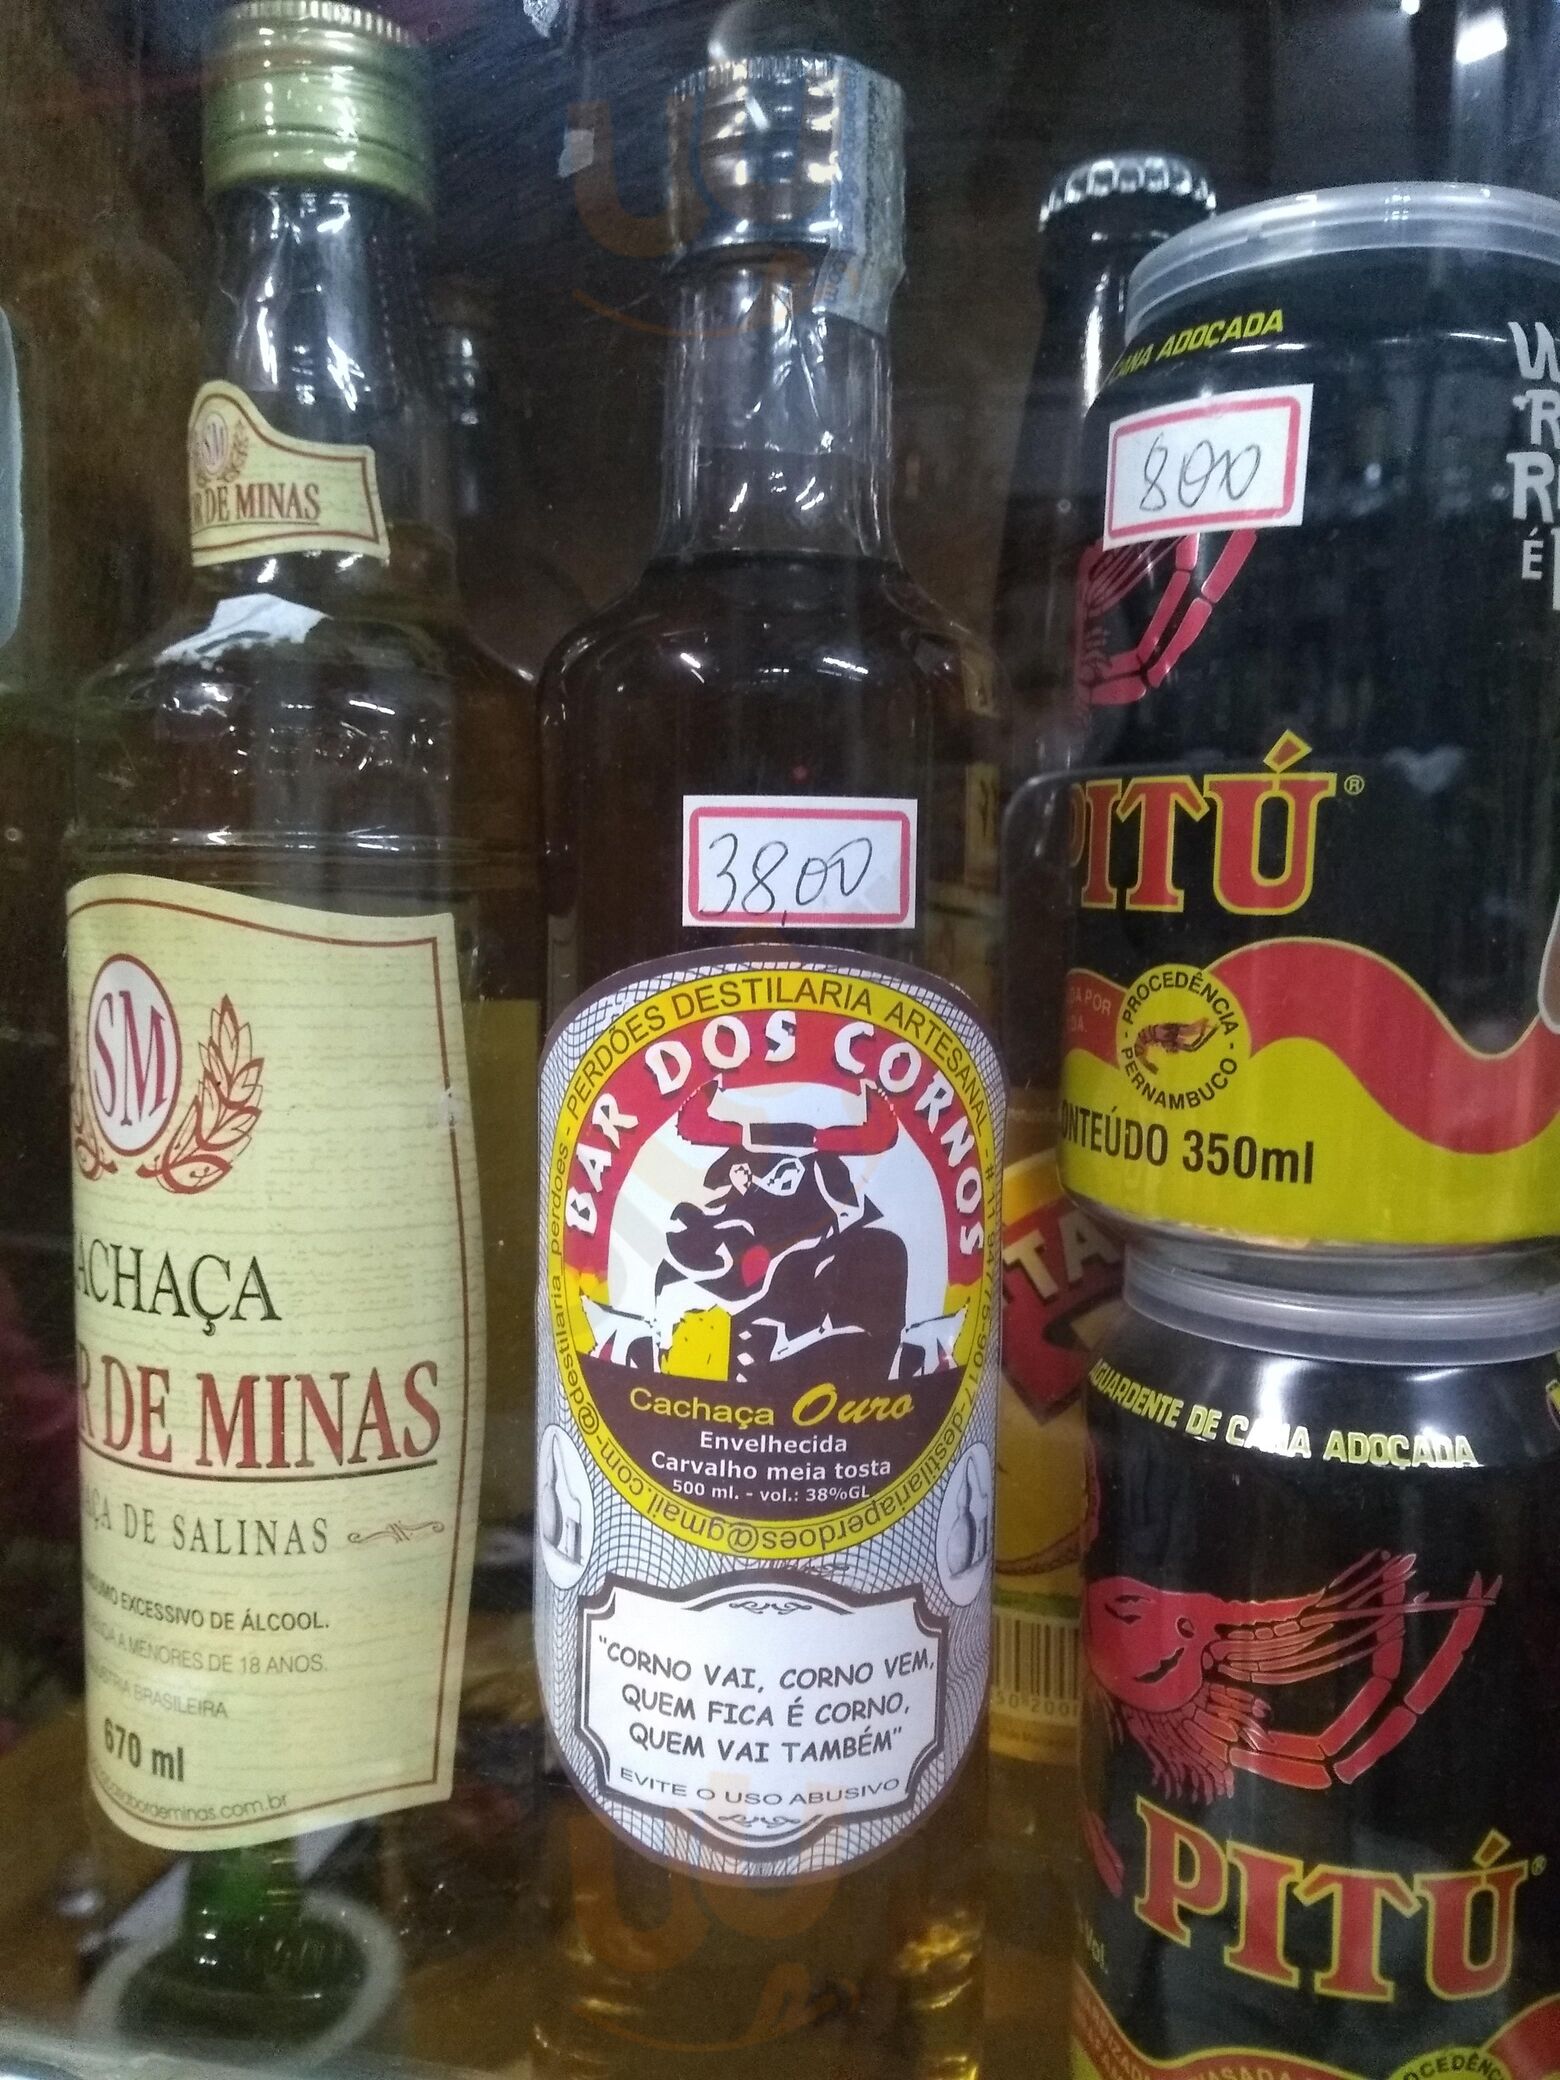 SM
R DE MINAS
SM
ACHAÇA
R DE MINAS
AÇA DE SALINAS
EXCESSIVO DE ÁLCOOL.
A MENORES DE 18 ANOS.
BRASILEIRA
670 ml
38,00
PERDÕES DESTILARIA ARTESANAL
BAR DOS CORNOS
destilariaperdoes@gmail.com
Cachaça Ouro
Envelhecida
Carvalho meia tosta
500 ml. - vol.: 38%GL
"CORNO VAI, CORNO VEM,
QUEM FICA É CORNO,
QUEM VAI TAMBÉM"
EVITE O USO ABUSIVO
CANA ADOÇADA
8,00
É
PITÚ®
PROCEDÊNCIA
- PERNAMBUCO -
ONTEÚDO 350ml
AGUARDENTE DE CANA ADOÇADA
PITÚ®